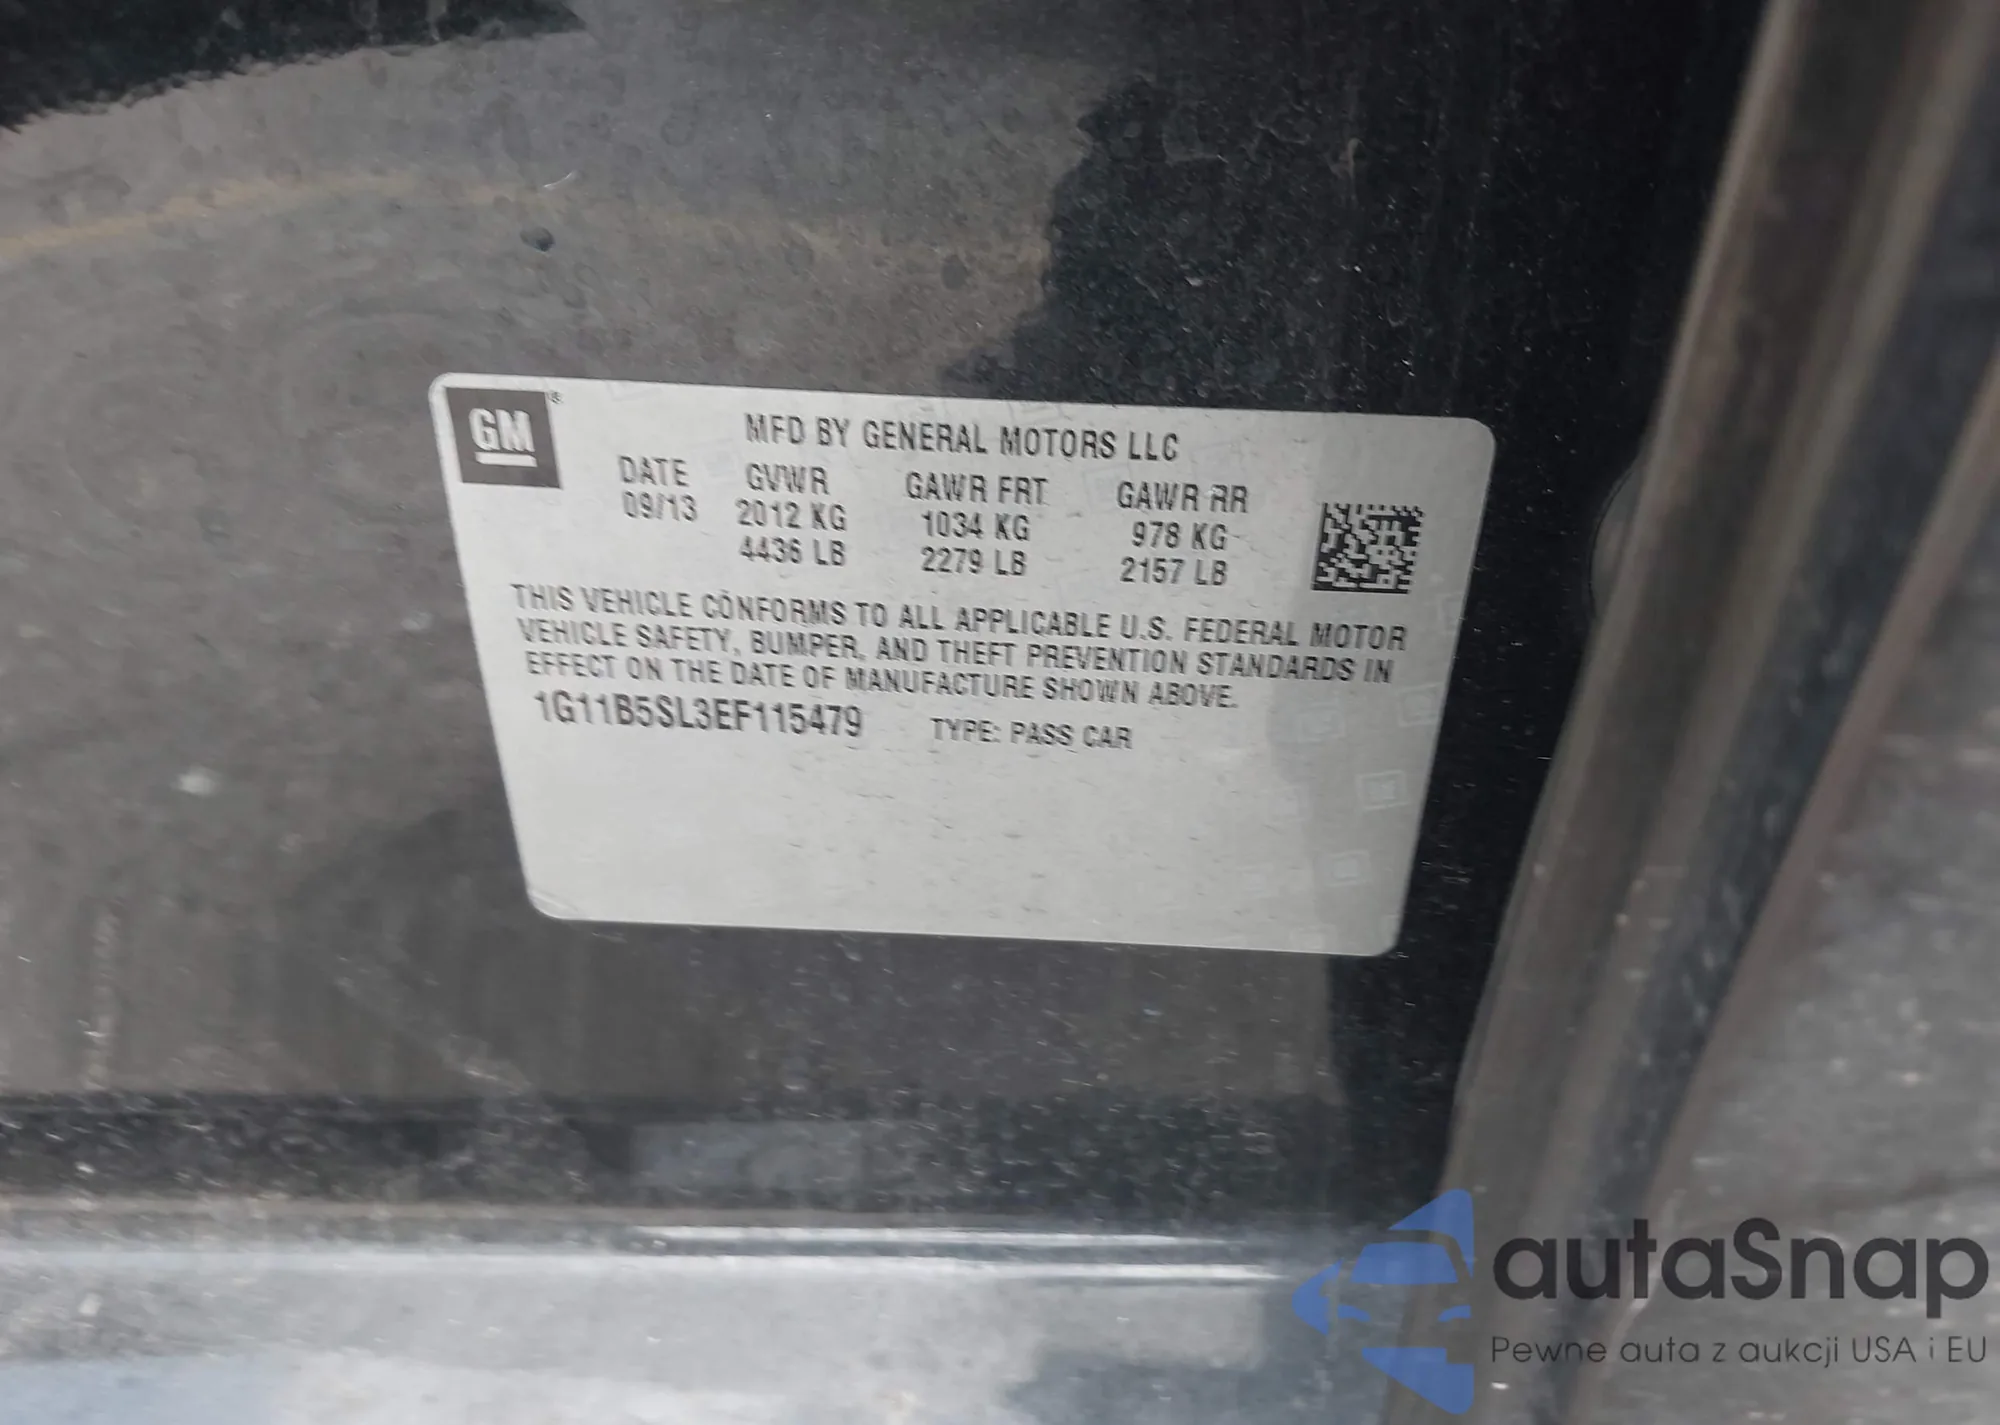 GM
MFD BY GENERAL MOTORS LLC
DATE GVWR GAWR FRT GAWR RR
09/13 2012 KG 1034 KG 978 KG
4436 LB 2279 LB 2157 LB
THIS VEHICLE CONFORMS TO ALL APPLICABLE U.S. FEDERAL MOTOR
VEHICLE SAFETY, BUMPER, AND THEFT PREVENTION STANDARDS IN
EFFECT ON THE DATE OF MANUFACTURE SHOWN ABOVE.
1G11B5SL3EF115479 TYPE: PASS CAR
autaSnap
Pewne auta z aukcji USA i EU